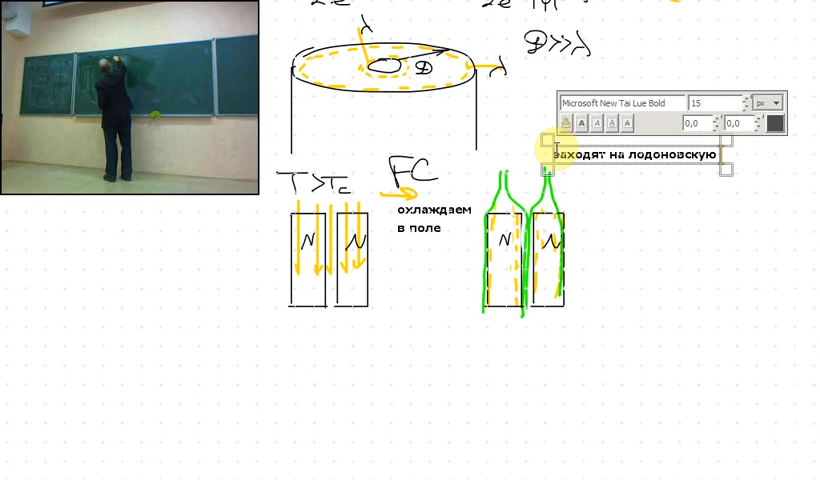 λ
D>>λ
D
λ
Microsoft New Tai Lue Bold 15 px
A A A A
0,0 0,0
заходят на лодоновскую
T>Tc
FC
охлаждаем
в поле
N N
N N